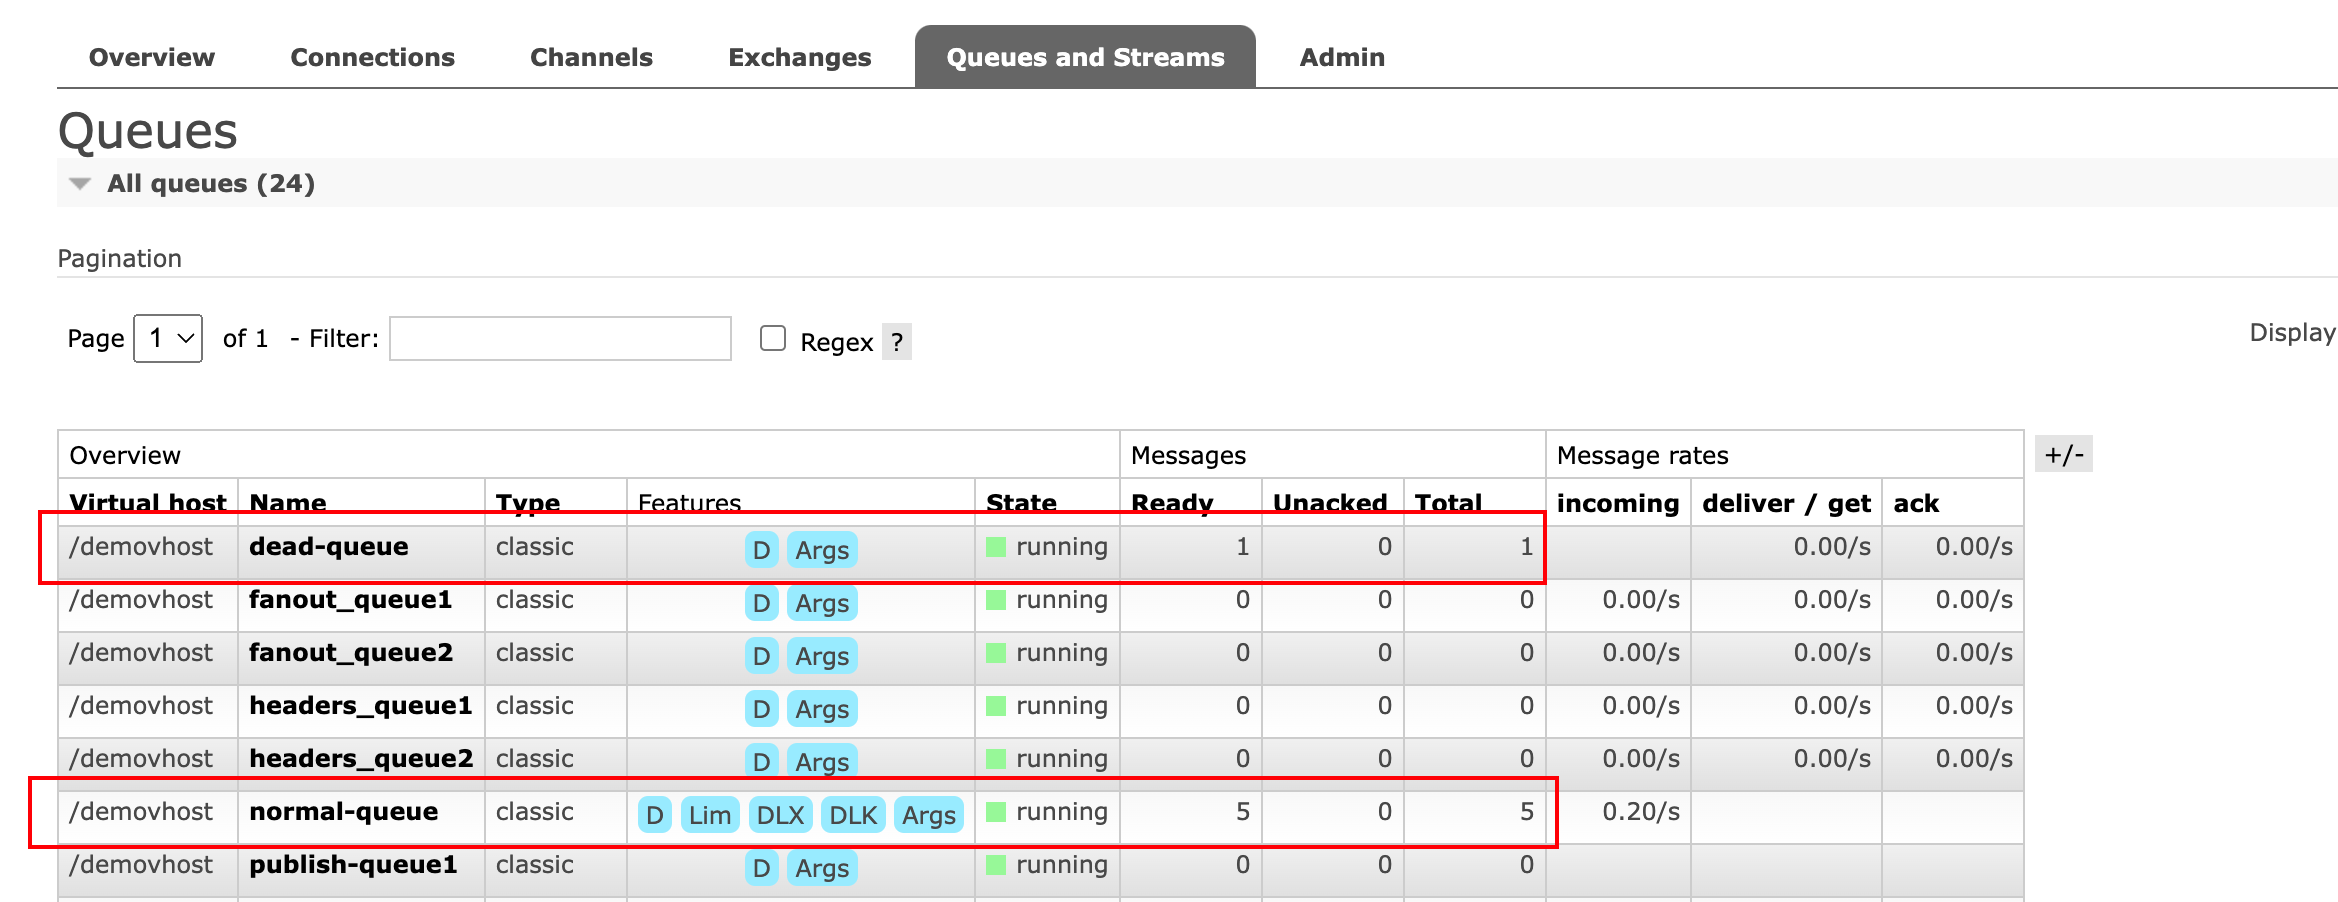 Overview Connections Channels Exchanges Queues and Streams Admin
Queues
All queues (24)
Pagination
Page 1 of 1 - Filter: Regex ? Display
Overview Messages Message rates +/-
Virtual host Name Type Features State Ready Unacked Total incoming deliver / get ack
/demovhost dead-queue classic D Args running 1 0 1 0.00/s 0.00/s
/demovhost fanout_queue1 classic D Args running 0 0 0 0.00/s 0.00/s 0.00/s
/demovhost fanout_queue2 classic D Args running 0 0 0 0.00/s 0.00/s 0.00/s
/demovhost headers_queue1 classic D Args running 0 0 0 0.00/s 0.00/s 0.00/s
/demovhost headers_queue2 classic D Args running 0 0 0 0.00/s 0.00/s 0.00/s
/demovhost normal-queue classic D Lim DLX DLK Args running 5 0 5 0.20/s
/demovhost publish-queue1 classic D Args running 0 0 0